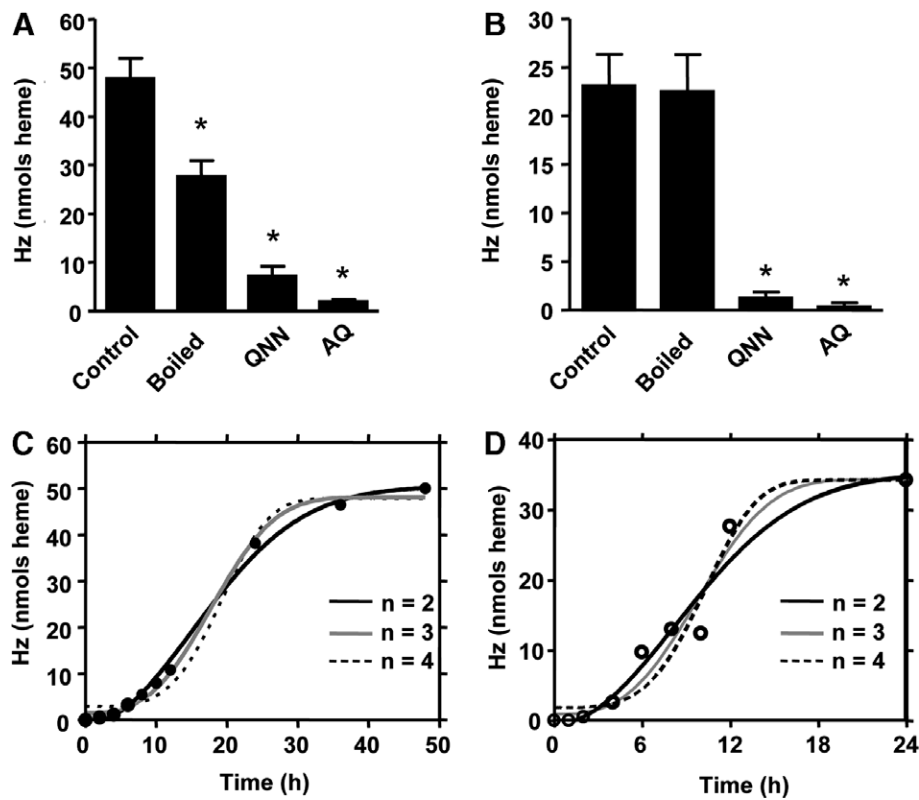 A
Hz (nmols heme)
60
50
40
30
20
10
0
*
*
*
Control
Boiled
QNN
AQ
B
Hz (nmols heme)
30
25
20
15
10
5
0
*
*
Control
Boiled
QNN
AQ
C
Hz (nmols heme)
60
50
40
30
20
10
0
n = 2
n = 3
n = 4
0 10 20 30 40 50
Time (h)
D
Hz (nmols heme)
40
30
20
10
0
n = 2
n = 3
n = 4
0 6 12 18 24
Time (h)